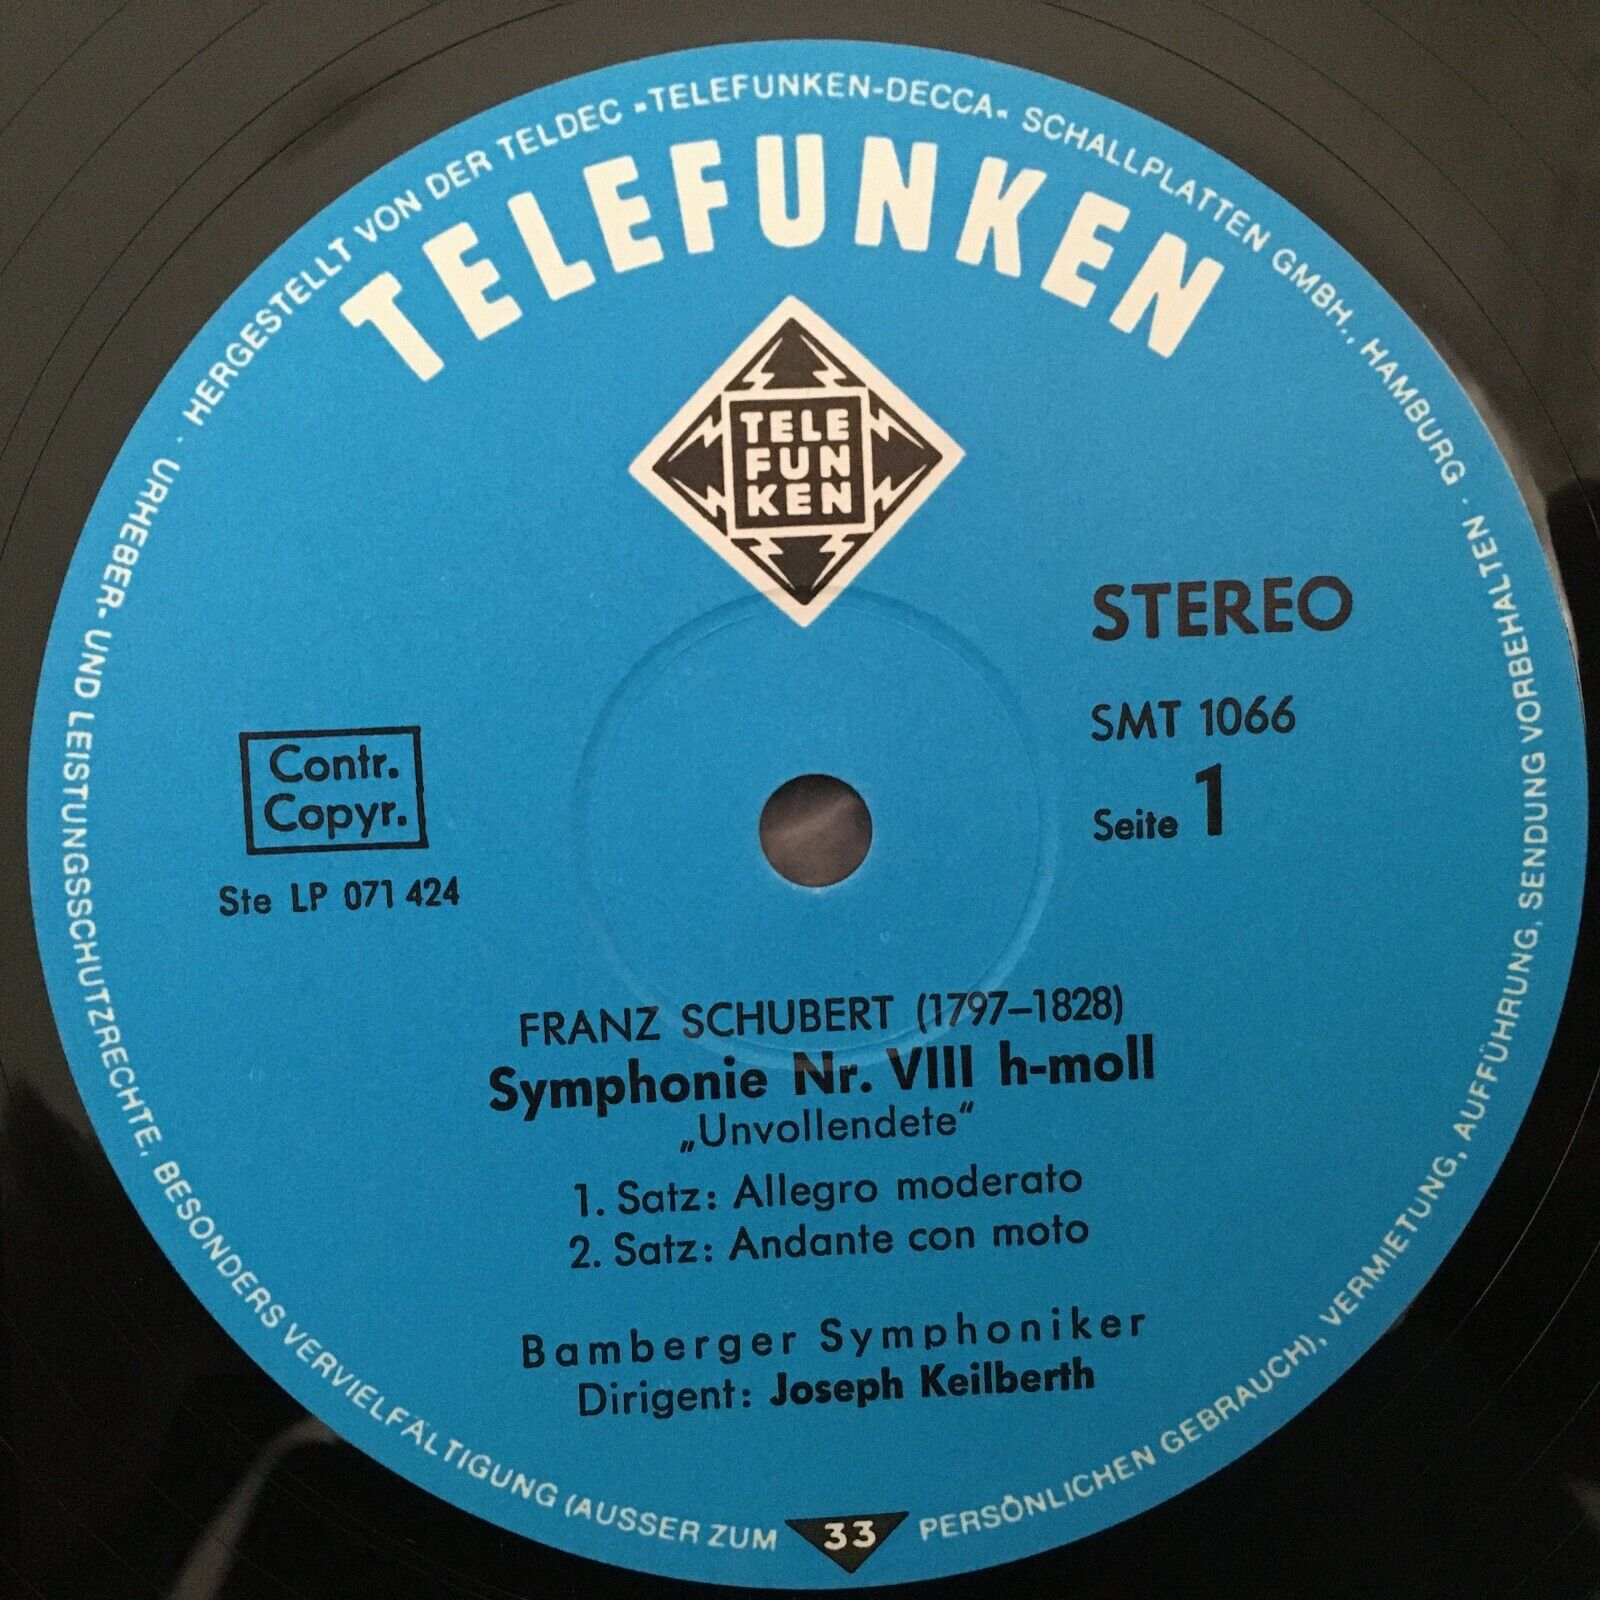 HERGESTELLT VON DER TELDEC »TELEFUNKEN-DECCA« SCHALLPLATTEN GMBH., HAMBURG · URHEBER- UND LEISTUNGSSCHUTZRECHTE, BESONDERS VERVIELFÄLTIGUNG (AUSSER ZUM PERSÖNLICHEN GEBRAUCH), VERMIETUNG, AUFFÜHRUNG, SENDUNG VORBEHALTEN ·
TELEFUNKEN
TELE
FUN
KEN
STEREO
SMT 1066
Seite 1
Contr.
Copyr.
Ste LP 071 424
FRANZ SCHUBERT (1797–1828)
Symphonie Nr. VIII h-moll
„Unvollendete“
1. Satz: Allegro moderato
2. Satz: Andante con moto
Bamberger Symphoniker
Dirigent: Joseph Keilberth
33